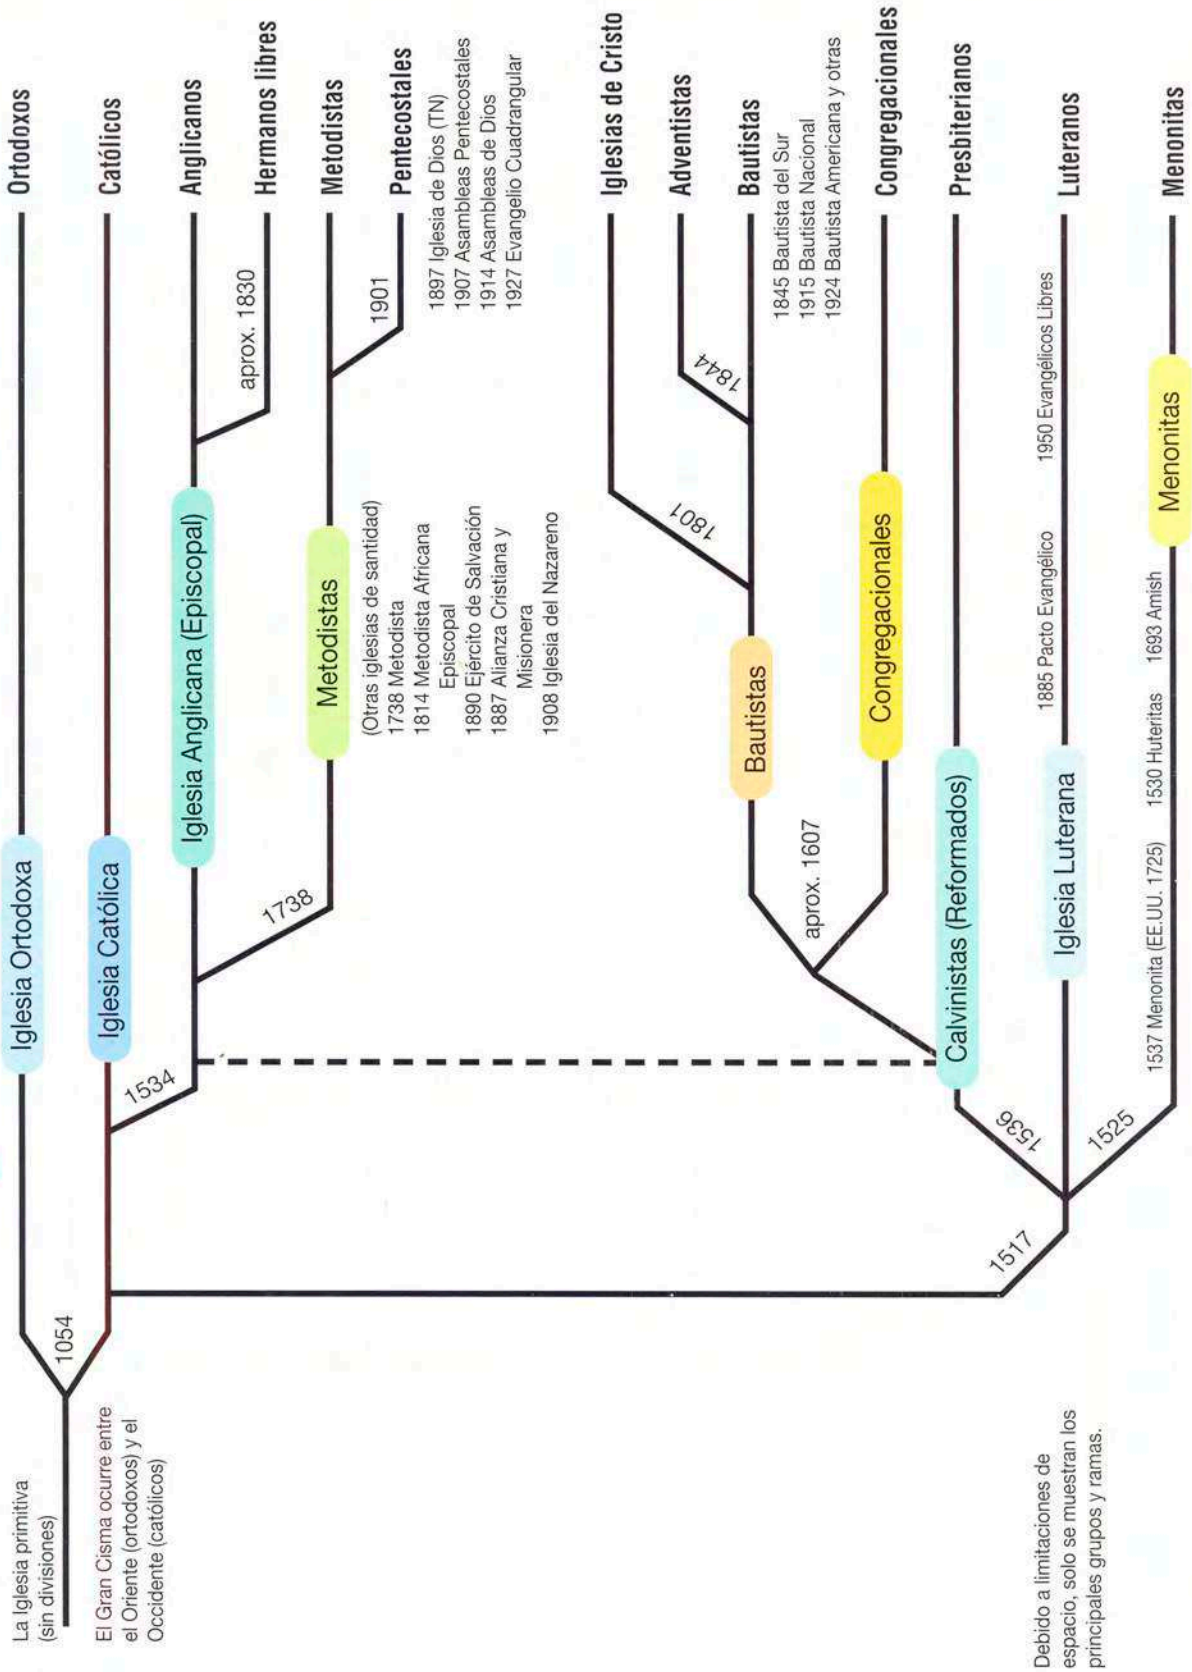 La Iglesia primitiva
(sin divisiones)
1054
El Gran Cisma ocurre entre
el Oriente (ortodoxos) y el
Occidente (católicos)
Iglesia Ortodoxa
Ortodoxos
Iglesia Católica
Católicos
1534
Iglesia Anglicana (Episcopal)
Anglicanos
aprox. 1830
Hermanos libres
1738
Metodistas
Metodistas
(Otras iglesias de santidad)
1738 Metodista
1814 Metodista Africana
Episcopal
1890 Ejército de Salvación
1887 Alianza Cristiana y
Misionera
1908 Iglesia del Nazareno
1901
Pentecostales
1897 Iglesia de Dios (TN)
1907 Asambleas Pentecostales
1914 Asambleas de Dios
1927 Evangelio Cuadrangular
Iglesias de Cristo
1801
Adventistas
1844
Bautistas
Bautistas
1845 Bautista del Sur
1915 Bautista Nacional
1924 Bautista Americana y otras
aprox. 1607
Congregacionales
Congregacionales
Calvinistas (Reformados)
Presbiterianos
1536
1517
1885 Pacto Evangélico
1950 Evangélicos Libres
Iglesia Luterana
Luteranos
1525
1537 Menonita (EE.UU. 1725)
1530 Huteritas
1693 Amish
Menonitas
Menonitas
Debido a limitaciones de
espacio, solo se muestran los
principales grupos y ramas.